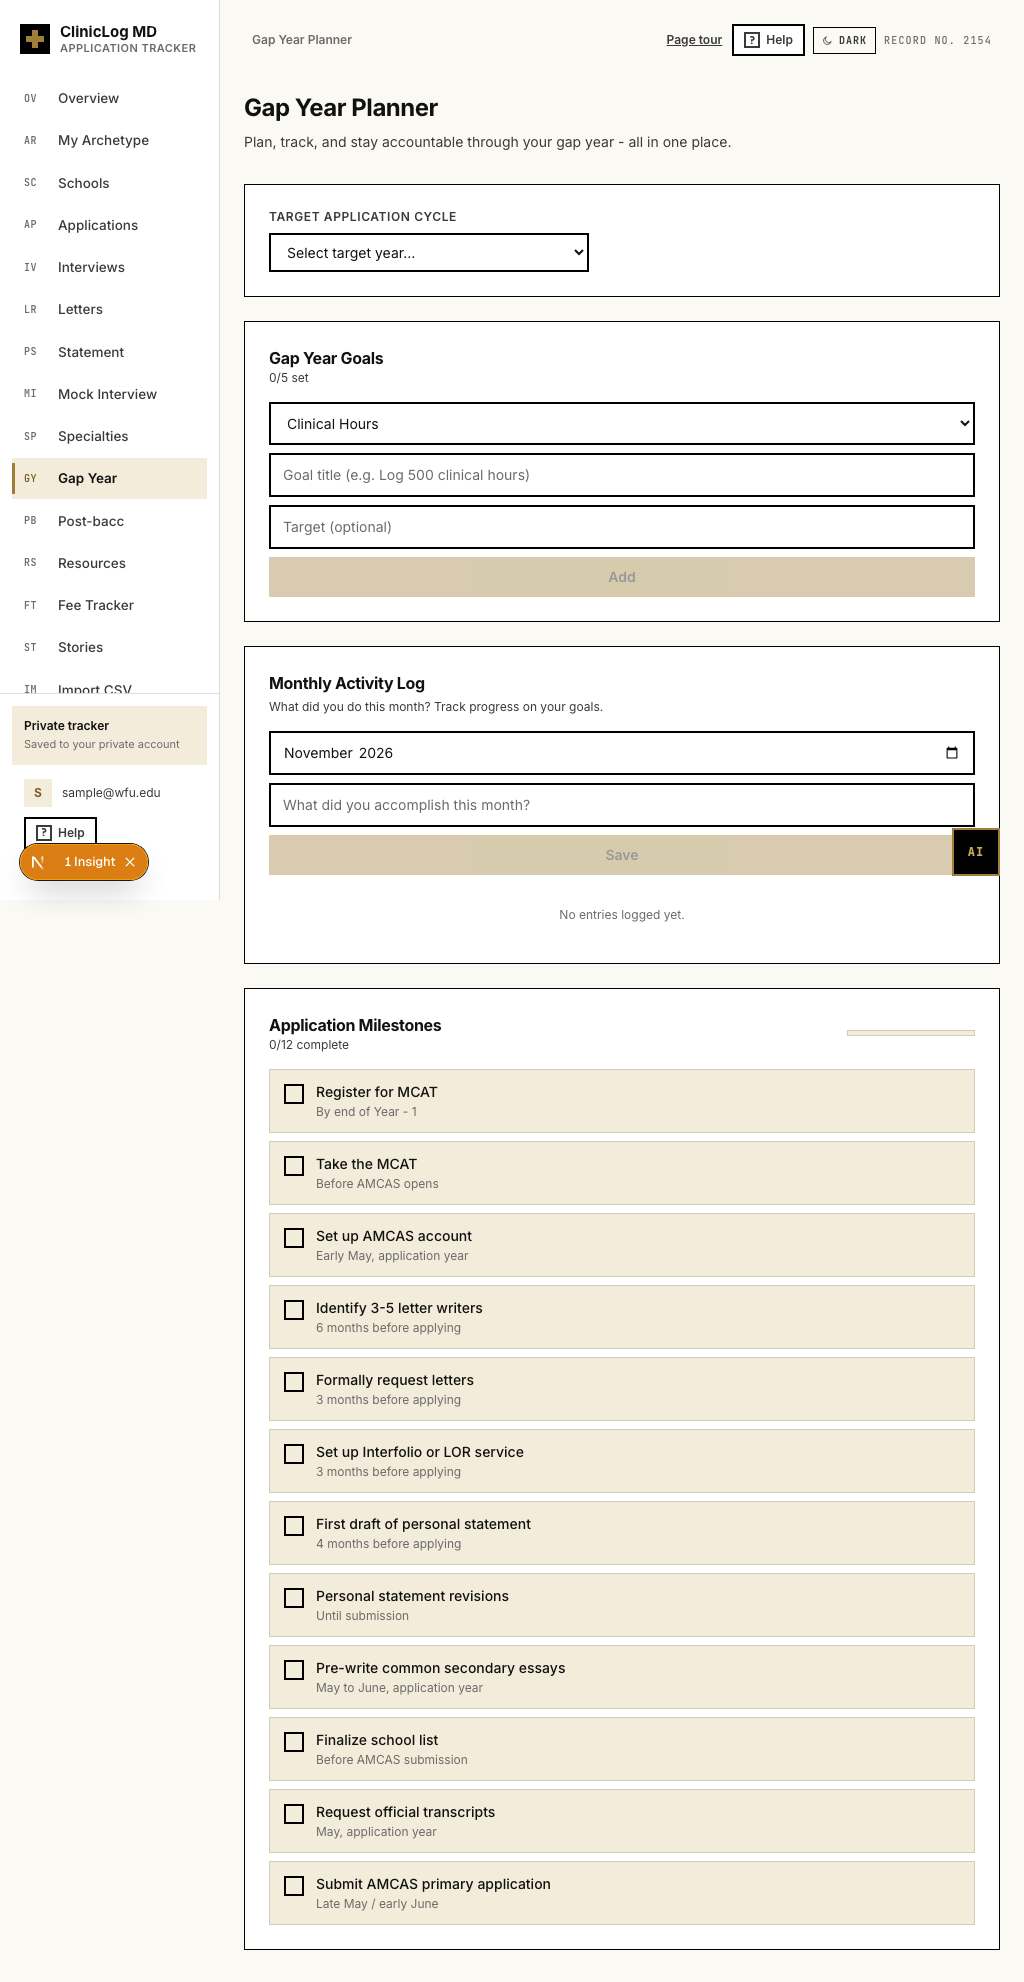 ClinicLog MD
APPLICATION TRACKER
OV Overview
AR My Archetype
SC Schools
AP Applications
IV Interviews
LR Letters
PS Statement
MI Mock Interview
SP Specialties
GY Gap Year
PB Post-bacc
RS Resources
FT Fee Tracker
ST Stories
IM Import CSV
Private tracker
Saved to your private account
S sample@wfu.edu
? Help
N 1 Insight
Gap Year Planner
Page tour
? Help
DARK
RECORD NO. 2154
Gap Year Planner
Plan, track, and stay accountable through your gap year - all in one place.
TARGET APPLICATION CYCLE
Select target year...
Gap Year Goals
0/5 set
Clinical Hours
Goal title (e.g. Log 500 clinical hours)
Target (optional)
Add
Monthly Activity Log
What did you do this month? Track progress on your goals.
November 2026
What did you accomplish this month?
Save
AI
No entries logged yet.
Application Milestones
0/12 complete
Register for MCAT
By end of Year - 1
Take the MCAT
Before AMCAS opens
Set up AMCAS account
Early May, application year
Identify 3-5 letter writers
6 months before applying
Formally request letters
3 months before applying
Set up Interfolio or LOR service
3 months before applying
First draft of personal statement
4 months before applying
Personal statement revisions
Until submission
Pre-write common secondary essays
May to June, application year
Finalize school list
Before AMCAS submission
Request official transcripts
May, application year
Submit AMCAS primary application
Late May / early June